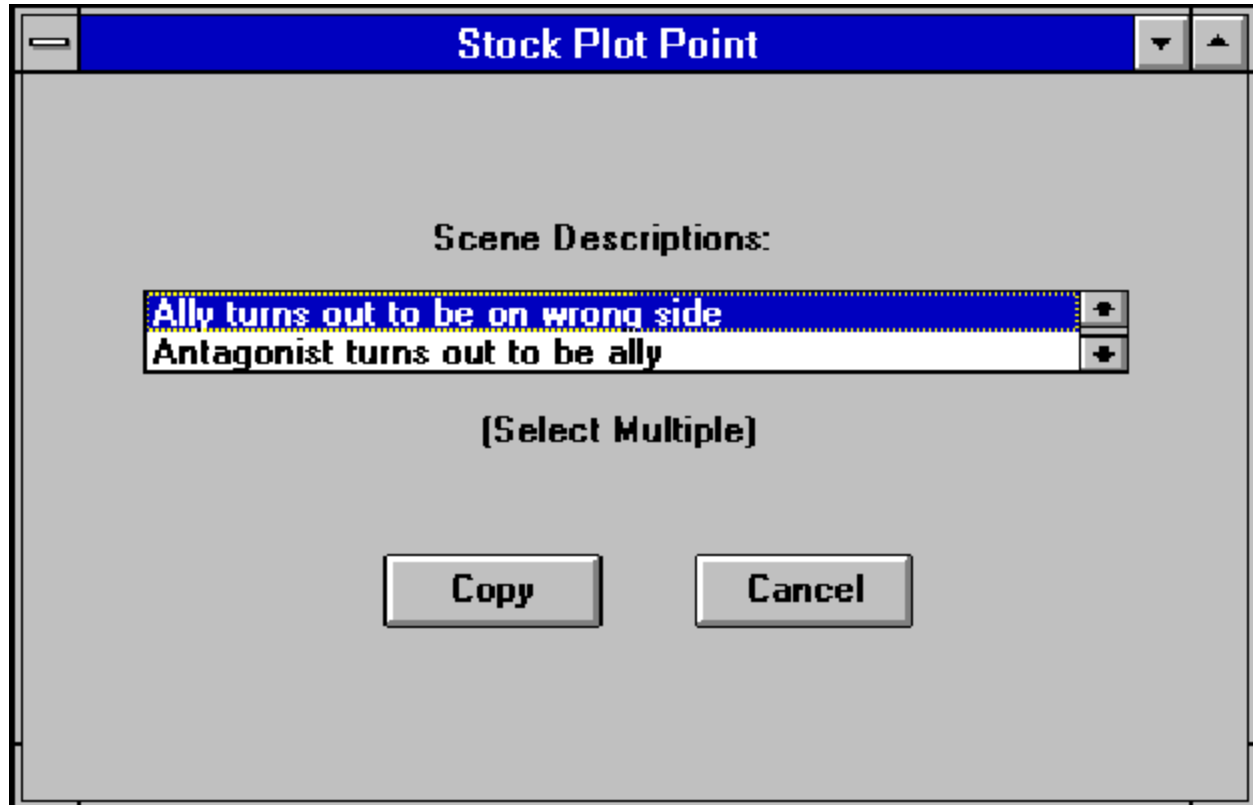 Stock Plot Point
Scene Descriptions:
Ally turns out to be on wrong side
Antagonist turns out to be ally
(Select Multiple)
Copy
Cancel